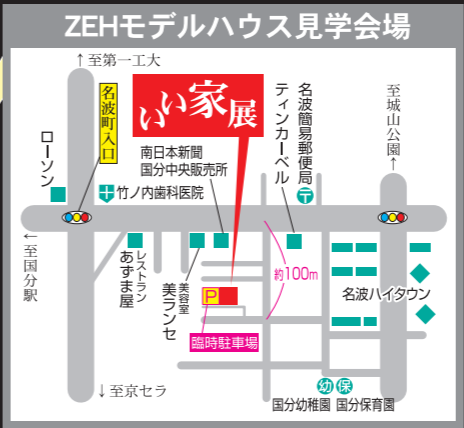 ZEHモデルハウス見学会場
↑至第一工大
名波町入口
ローソン
いい家展
南日本新聞
国分中央販売所
竹ノ内歯科医院
ティンカーベル
名波簡易郵便局
〒
至城山公園→
←至国分駅
レストラン
あずま屋
美容室
美ランセ
P
約100m
臨時駐車場
名波ハイタウン
↓至京セラ
幼 保
国分幼稚園 国分保育園